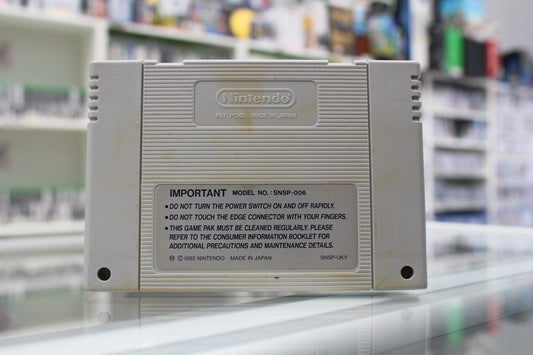 Nintendo
PAT. PEND. MADE IN JAPAN
IMPORTANT MODEL NO.: SNSP-006
• DO NOT TURN THE POWER SWITCH ON AND OFF RAPIDLY.
• DO NOT TOUCH THE EDGE CONNECTOR WITH YOUR FINGERS.
• THIS GAME PAK MUST BE CLEANED REGULARLY. PLEASE
REFER TO THE CONSUMER INFORMATION BOOKLET FOR
ADDITIONAL PRECAUTIONS AND MAINTENANCE DETAILS.
Ⓜ ©1992 NINTENDO MADE IN JAPAN SNSP-UKV